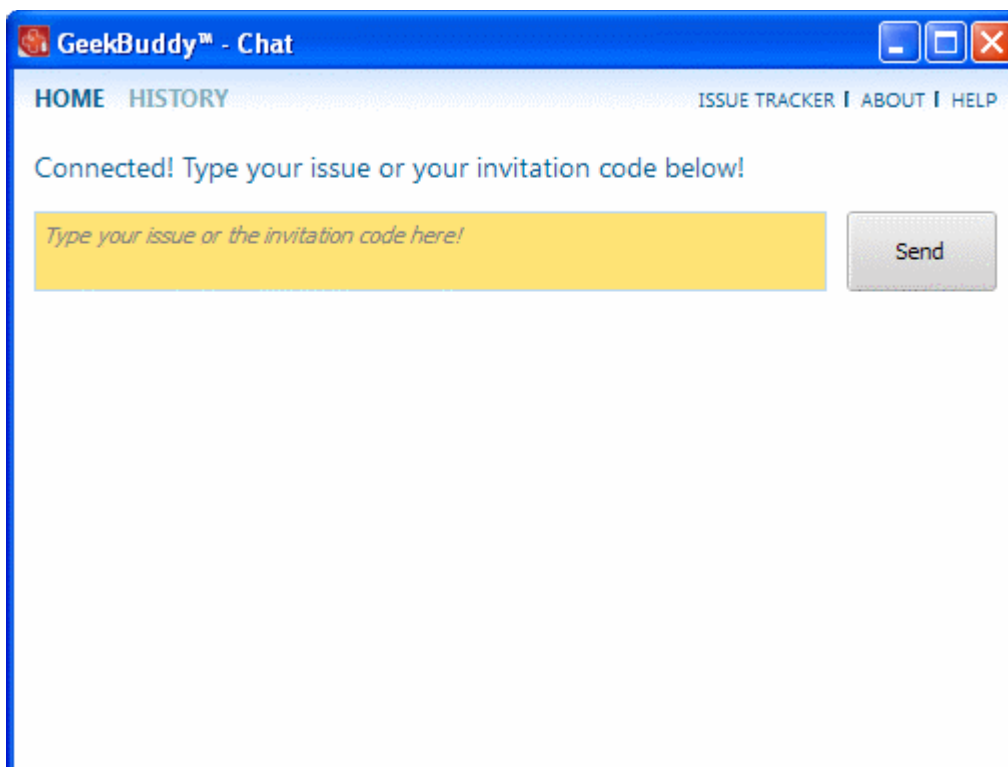 GeekBuddy™ - Chat
HOME HISTORY ISSUE TRACKER | ABOUT | HELP
Connected! Type your issue or your invitation code below!
Type your issue or the invitation code here! Send